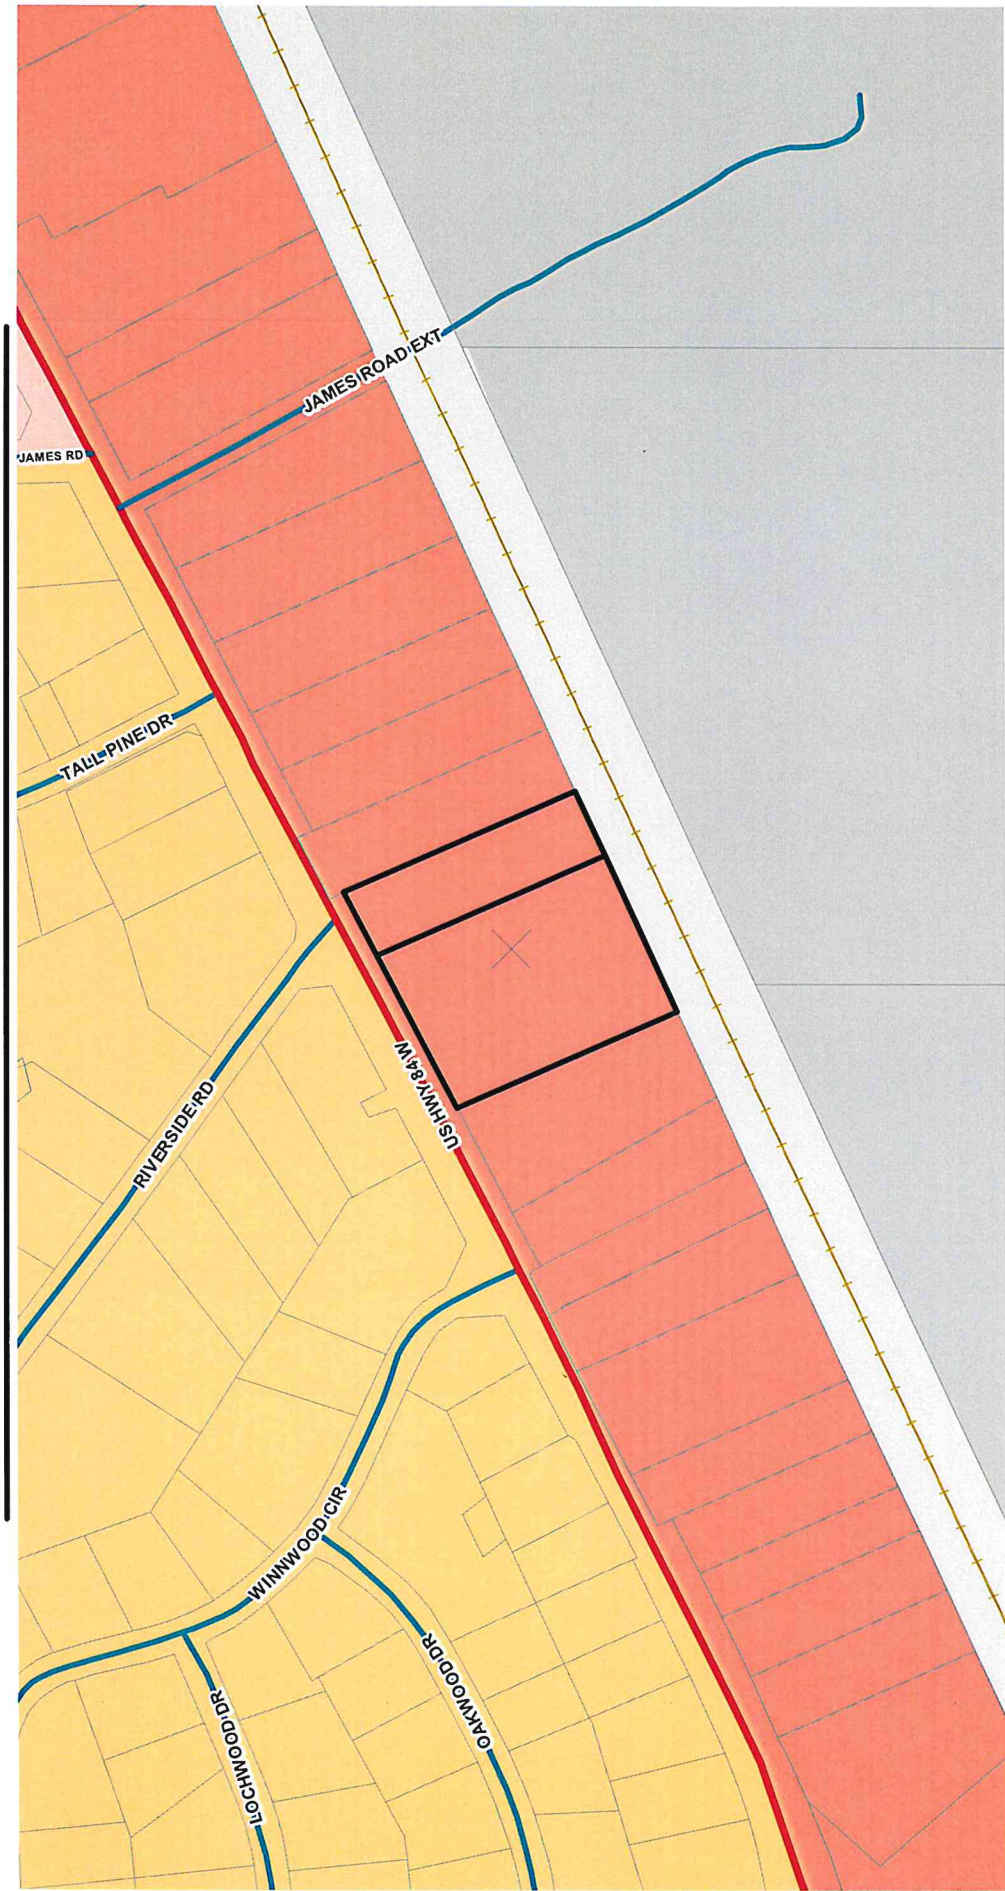 JAMES ROAD EXT
JAMES RD
TALL PINE DR
US HWY 84 W
RIVERSIDE RD
WINNWOOD CIR
OAKWOOD DR
LOCHWOOD DR